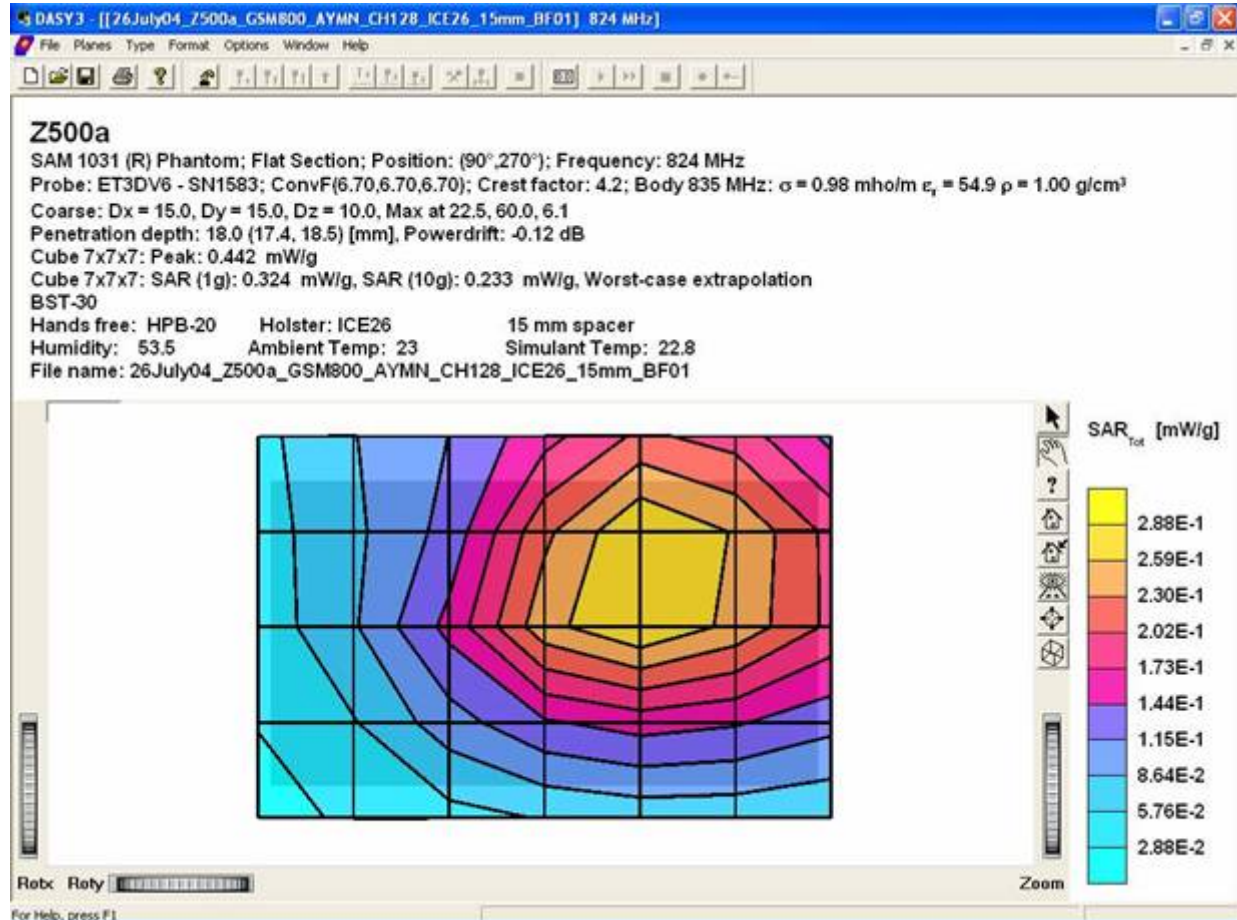 DASY3 - [[26July04_Z500a_GSM800_AYMN_CH128_ICE26_15mm_BF01] 824 MHz]
File Planes Type Format Options Window Help
Z500a
SAM 1031 (R) Phantom; Flat Section; Position: (90°,270°); Frequency: 824 MHz
Probe: ET3DV6 - SN1583; ConvF(6.70,6.70,6.70); Crest factor: 4.2; Body 835 MHz: σ = 0.98 mho/m εr = 54.9 ρ = 1.00 g/cm³
Coarse: Dx = 15.0, Dy = 15.0, Dz = 10.0, Max at 22.5, 60.0, 6.1
Penetration depth: 18.0 (17.4, 18.5) [mm], Powerdrift: -0.12 dB
Cube 7x7x7: Peak: 0.442 mW/g
Cube 7x7x7: SAR (1g): 0.324 mW/g, SAR (10g): 0.233 mW/g, Worst-case extrapolation
BST-30
Hands free: HPB-20 Holster: ICE26 15 mm spacer
Humidity: 53.5 Ambient Temp: 23 Simulant Temp: 22.8
File name: 26July04_Z500a_GSM800_AYMN_CH128_ICE26_15mm_BF01
SARTot [mW/g]
2.88E-1
2.59E-1
2.30E-1
2.02E-1
1.73E-1
1.44E-1
1.15E-1
8.64E-2
5.76E-2
2.88E-2
Rotx Roty Zoom
For Help, press F1